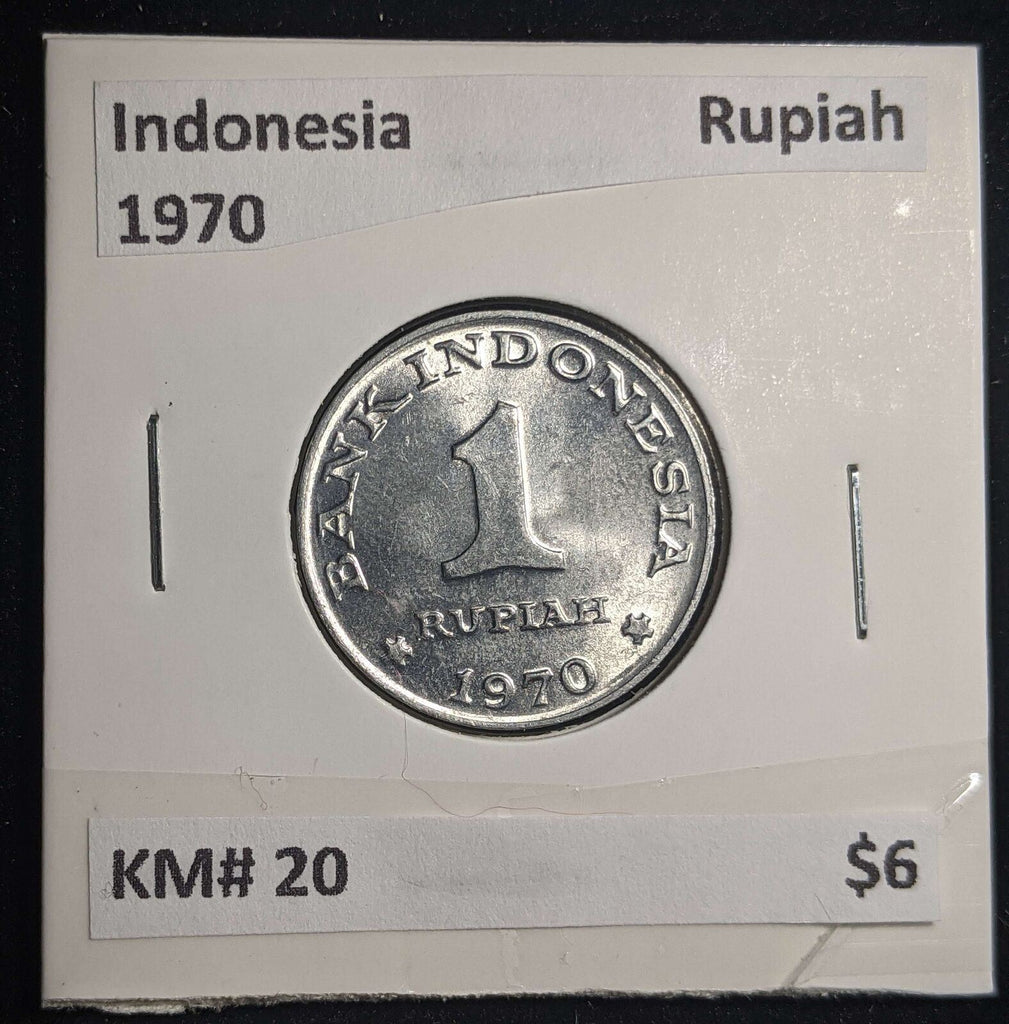 Indonesia Rupiah
1970
BANK INDONESIA
1
RUPIAH
1970
KM# 20 $6